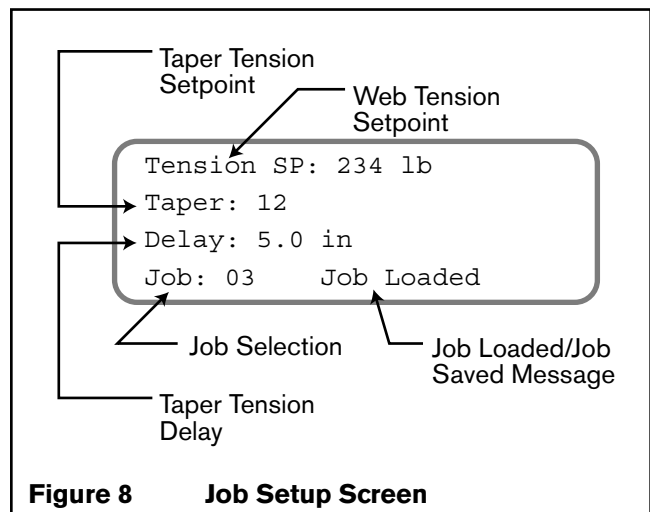 Taper Tension
Setpoint
Web Tension
Setpoint
Tension SP: 234 lb
Taper: 12
Delay: 5.0 in
Job: 03 Job Loaded
Job Selection
Job Loaded/Job
Saved Message
Taper Tension
Delay
Figure 8 Job Setup Screen